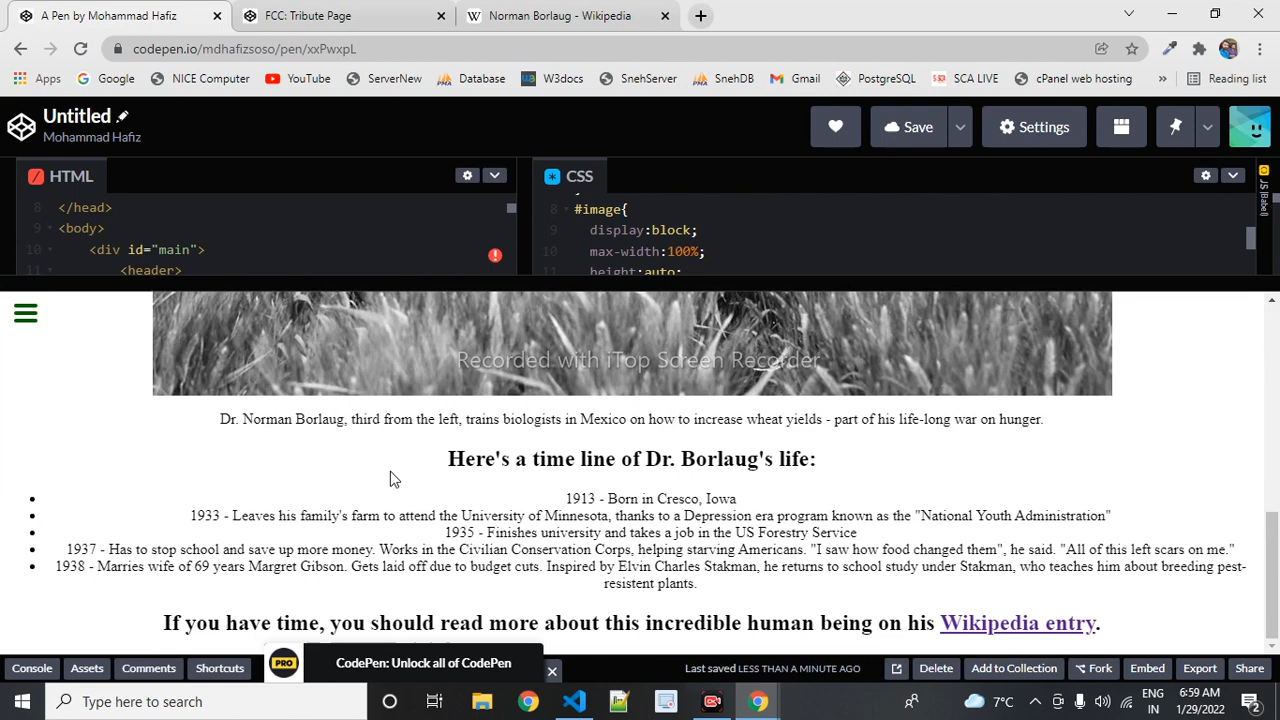 A Pen by Mohammad Hafiz
FCC: Tribute Page
Norman Borlaug - Wikipedia
codepen.io/mdhafizsoso/pen/xxPwxpL
Apps
Google
NICE Computer
YouTube
ServerNew
Database
W3docs
SnehServer
SnehDB
Gmail
PostgreSQL
SCA LIVE
cPanel web hosting
»
Reading list
Untitled
Mohammad Hafiz
Save
Settings
HTML
CSS
JS (Babel)
8 </head>
9 <body>
10 <div id="main">
11 <header>
8 #image{
9 display:block;
10 max-width:100%;
11 height:auto;
Recorded with iTop Screen Recorder
Dr. Norman Borlaug, third from the left, trains biologists in Mexico on how to increase wheat yields - part of his life-long war on hunger.
Here's a time line of Dr. Borlaug's life:
1913 - Born in Cresco, Iowa
1933 - Leaves his family's farm to attend the University of Minnesota, thanks to a Depression era program known as the "National Youth Administration"
1935 - Finishes university and takes a job in the US Forestry Service
1937 - Has to stop school and save up more money. Works in the Civilian Conservation Corps, helping starving Americans. "I saw how food changed them", he said. "All of this left scars on me."
1938 - Marries wife of 69 years Margret Gibson. Gets laid off due to budget cuts. Inspired by Elvin Charles Stakman, he returns to school study under Stakman, who teaches him about breeding pest-
resistent plants.
If you have time, you should read more about this incredible human being on his Wikipedia entry.
PRO
CodePen: Unlock all of CodePen
Console
Assets
Comments
Shortcuts
Last saved LESS THAN A MINUTE AGO
Delete
Add to Collection
Fork
Embed
Export
Share
Type here to search
7°C
ENG
IN
6:59 AM
1/29/2022
2